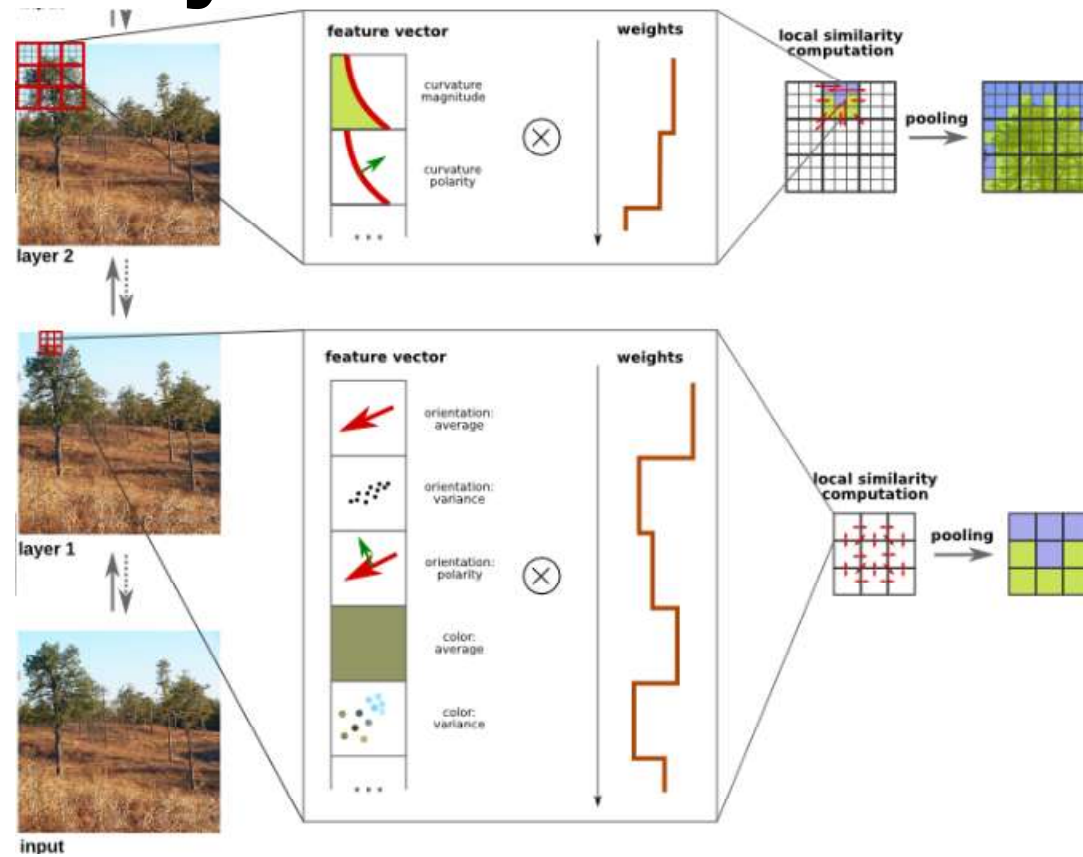 feature vector
weights
curvature
magnitude
curvature
polarity
...
local similarity
computation
pooling
layer 2
feature vector
weights
orientation:
average
orientation:
variance
orientation:
polarity
color:
average
color:
variance
...
local similarity
computation
pooling
layer 1
input